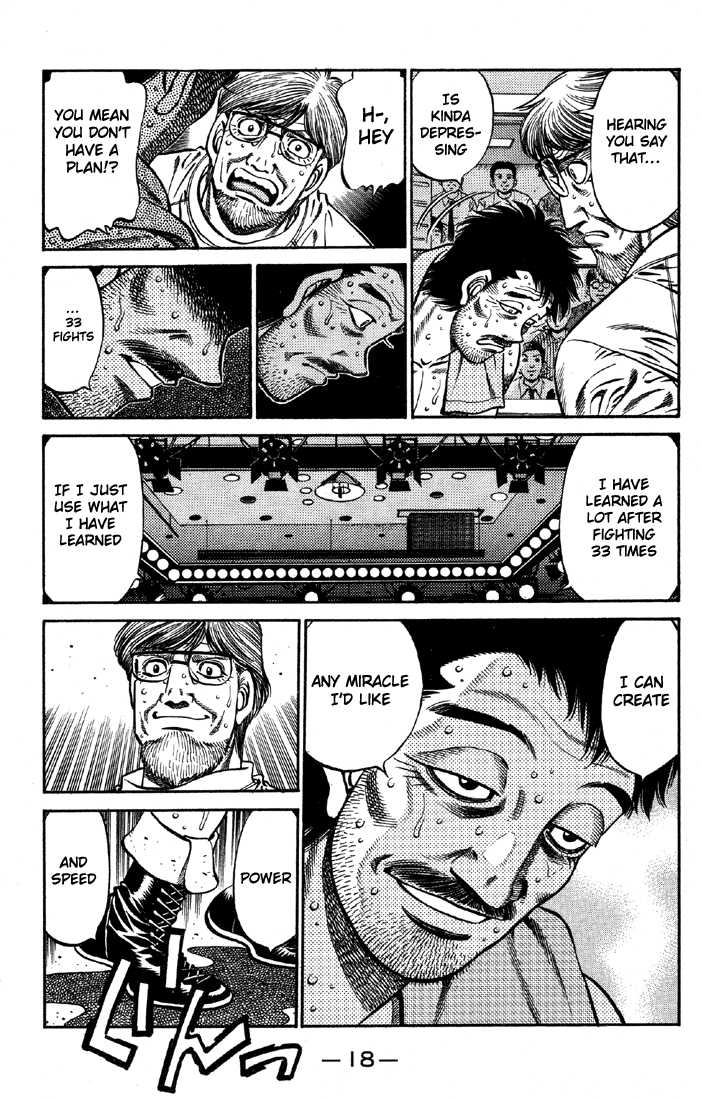 HEARING
YOU SAY
THAT...
IS
KINDA
DEPRES-
SING
H-,
HEY
YOU MEAN
YOU DON'T
HAVE A
PLAN!?
...
33
FIGHTS
I HAVE
LEARNED A
LOT AFTER
FIGHTING
33 TIMES
IF I JUST
USE WHAT
I HAVE
LEARNED
I CAN
CREATE
ANY MIRACLE
I'D LIKE
POWER
AND
SPEED
—18—